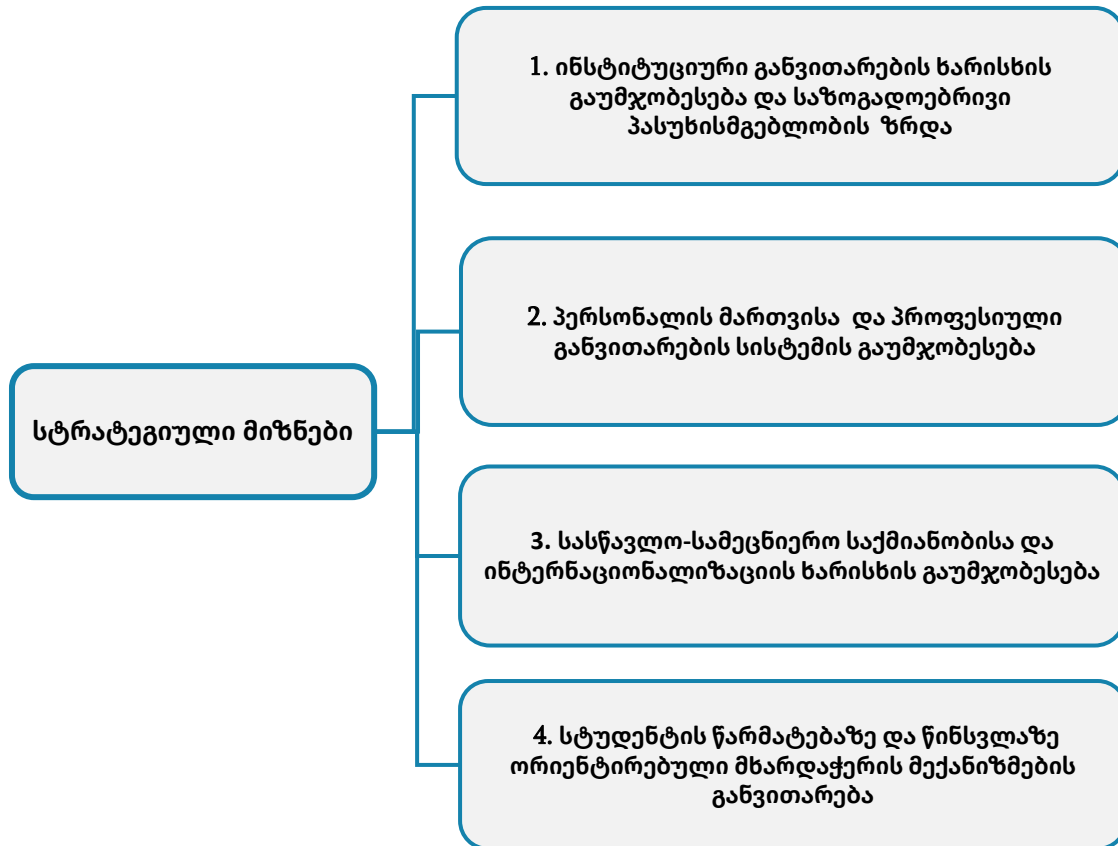 1. ინსტიტუციური განვითარების ხარისხის
გაუმჯობესება და საზოგადოებრივი
პასუხისმგებლობის ზრდა
2. პერსონალის მართვისა და პროფესიული
განვითარების სისტემის გაუმჯობესება
სტრატეგიული მიზნები
3. სასწავლო-სამეცნიერო საქმიანობისა და
ინტერნაციონალიზაციის ხარისხის გაუმჯობესება
4. სტუდენტის წარმატებაზე და წინსვლაზე
ორიენტირებული მხარდაჭერის მექანიზმების
განვითარება